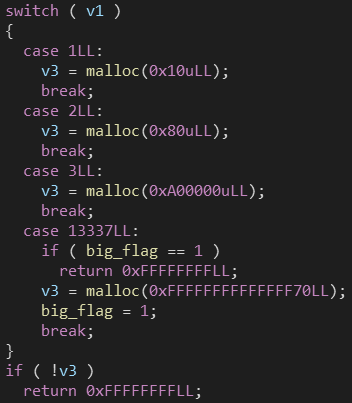 switch ( v1 )
{
case 1LL:
v3 = malloc(0x10uLL);
break;
case 2LL:
v3 = malloc(0x80uLL);
break;
case 3LL:
v3 = malloc(0xA00000uLL);
break;
case 13337LL:
if ( big_flag == 1 )
return 0xFFFFFFFFLL;
v3 = malloc(0xFFFFFFFFFFFFFF70LL);
big_flag = 1;
break;
}
if ( !v3 )
return 0xFFFFFFFFLL;